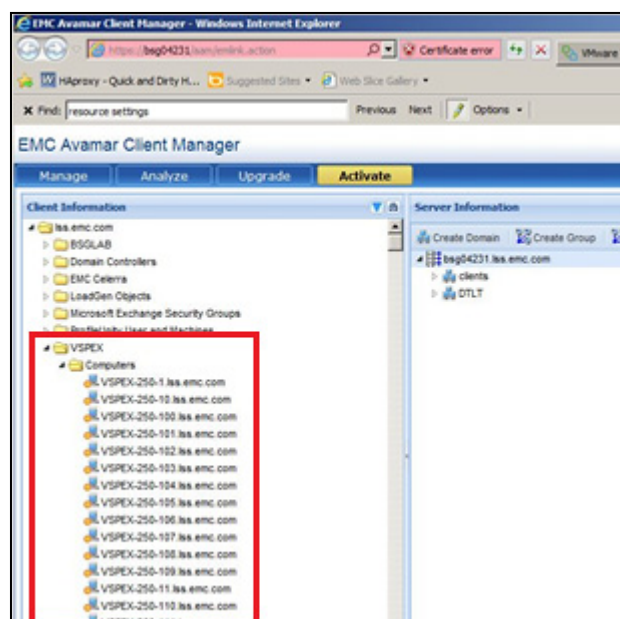 EMC Avamar Client Manager - Windows Internet Explorer
https://bsg04231/aam/emlink.action
Certificate error
VMware
HAproxy - Quick and Dirty H...
Suggested Sites
Web Slice Gallery
Find: resource settings
Previous Next Options
EMC Avamar Client Manager
Manage Analyze Upgrade Activate
Client Information
Server Information
Create Domain Create Group
lss.emc.com
BSGLAB
Domain Controllers
EMC Celerra
LoadGen Objects
Microsoft Exchange Security Groups
ProfileUnity User and Machines
VSPEX
Computers
VSPEX-250-1.lss.emc.com
VSPEX-250-10.lss.emc.com
VSPEX-250-100.lss.emc.com
VSPEX-250-101.lss.emc.com
VSPEX-250-102.lss.emc.com
VSPEX-250-103.lss.emc.com
VSPEX-250-104.lss.emc.com
VSPEX-250-105.lss.emc.com
VSPEX-250-106.lss.emc.com
VSPEX-250-107.lss.emc.com
VSPEX-250-108.lss.emc.com
VSPEX-250-109.lss.emc.com
VSPEX-250-11.lss.emc.com
VSPEX-250-110.lss.emc.com
bsg04231.lss.emc.com
clients
DTLT